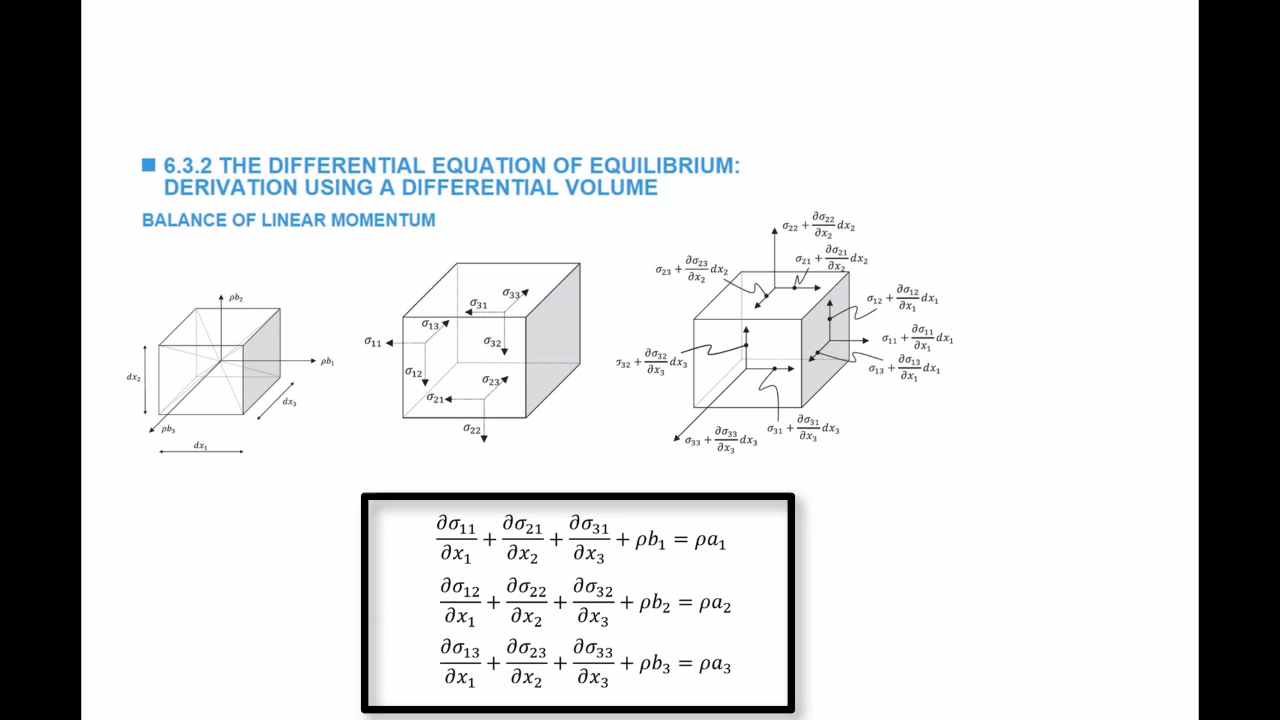 ■ 6.3.2 THE DIFFERENTIAL EQUATION OF EQUILIBRIUM:
DERIVATION USING A DIFFERENTIAL VOLUME
BALANCE OF LINEAR MOMENTUM
ρb₂
ρb₁
ρb₃
dx₂
dx₃
dx₁
σ₃₃
σ₃₁
σ₁₃
σ₁₁
σ₃₂
σ₁₂
σ₂₃
σ₂₁
σ₂₂
σ₂₂ + ∂σ₂₂/∂x₂ dx₂
σ₂₁ + ∂σ₂₁/∂x₂ dx₂
σ₂₃ + ∂σ₂₃/∂x₂ dx₂
σ₁₂ + ∂σ₁₂/∂x₁ dx₁
σ₁₁ + ∂σ₁₁/∂x₁ dx₁
σ₁₃ + ∂σ₁₃/∂x₁ dx₁
σ₃₂ + ∂σ₃₂/∂x₃ dx₃
σ₃₁ + ∂σ₃₁/∂x₃ dx₃
σ₃₃ + ∂σ₃₃/∂x₃ dx₃
∂σ₁₁/∂x₁ + ∂σ₂₁/∂x₂ + ∂σ₃₁/∂x₃ + ρb₁ = ρa₁
∂σ₁₂/∂x₁ + ∂σ₂₂/∂x₂ + ∂σ₃₂/∂x₃ + ρb₂ = ρa₂
∂σ₁₃/∂x₁ + ∂σ₂₃/∂x₂ + ∂σ₃₃/∂x₃ + ρb₃ = ρa₃